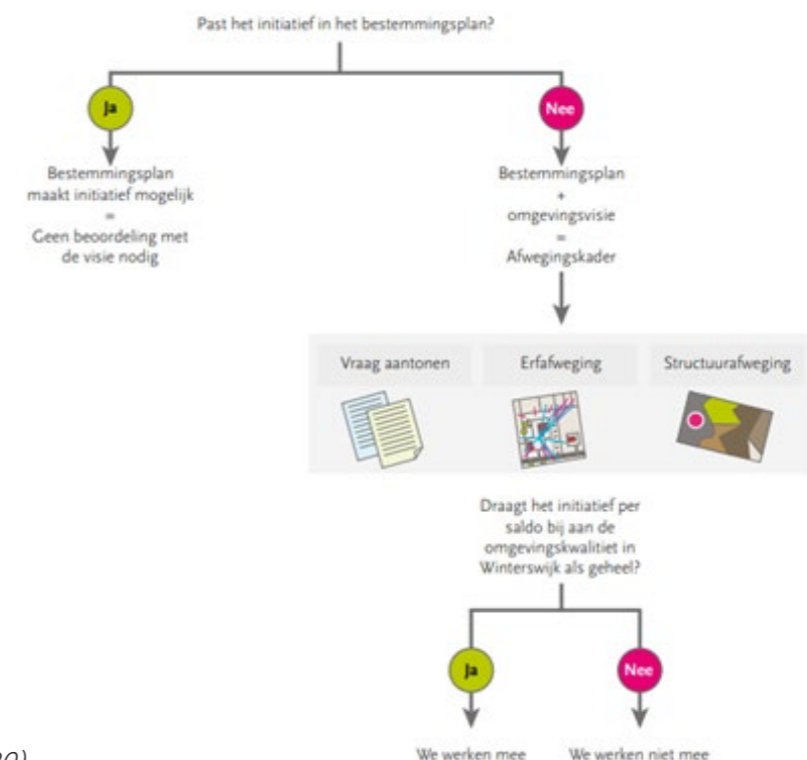 Past het initiatief in het bestemmingsplan?
Ja
Nee
Bestemmingsplan
maakt initiatief mogelijk
=
Geen beoordeling met
de visie nodig
Bestemmingsplan
+
omgevingsvisie
=
Afwegingskader
Vraag aantonen
Erfafweging
Structuurafweging
Draagt het initiatief per
saldo bij aan de
omgevingskwalitiet in
Winterswijk als geheel?
Ja
Nee
We werken mee
We werken niet mee